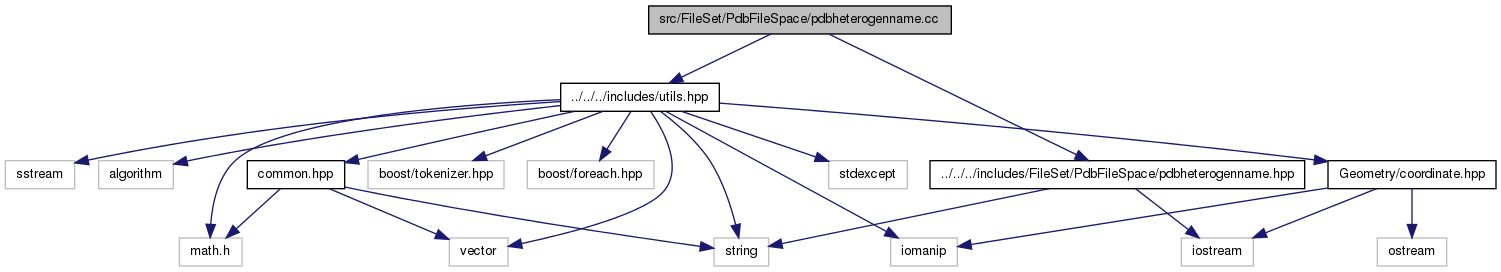 src/FileSet/PdbFileSpace/pdbheterogenname.cc
../../../includes/utils.hpp
sstream
algorithm
common.hpp
boost/tokenizer.hpp
boost/foreach.hpp
stdexcept
../../../includes/FileSet/PdbFileSpace/pdbheterogenname.hpp
Geometry/coordinate.hpp
math.h
vector
string
iomanip
iostream
ostream